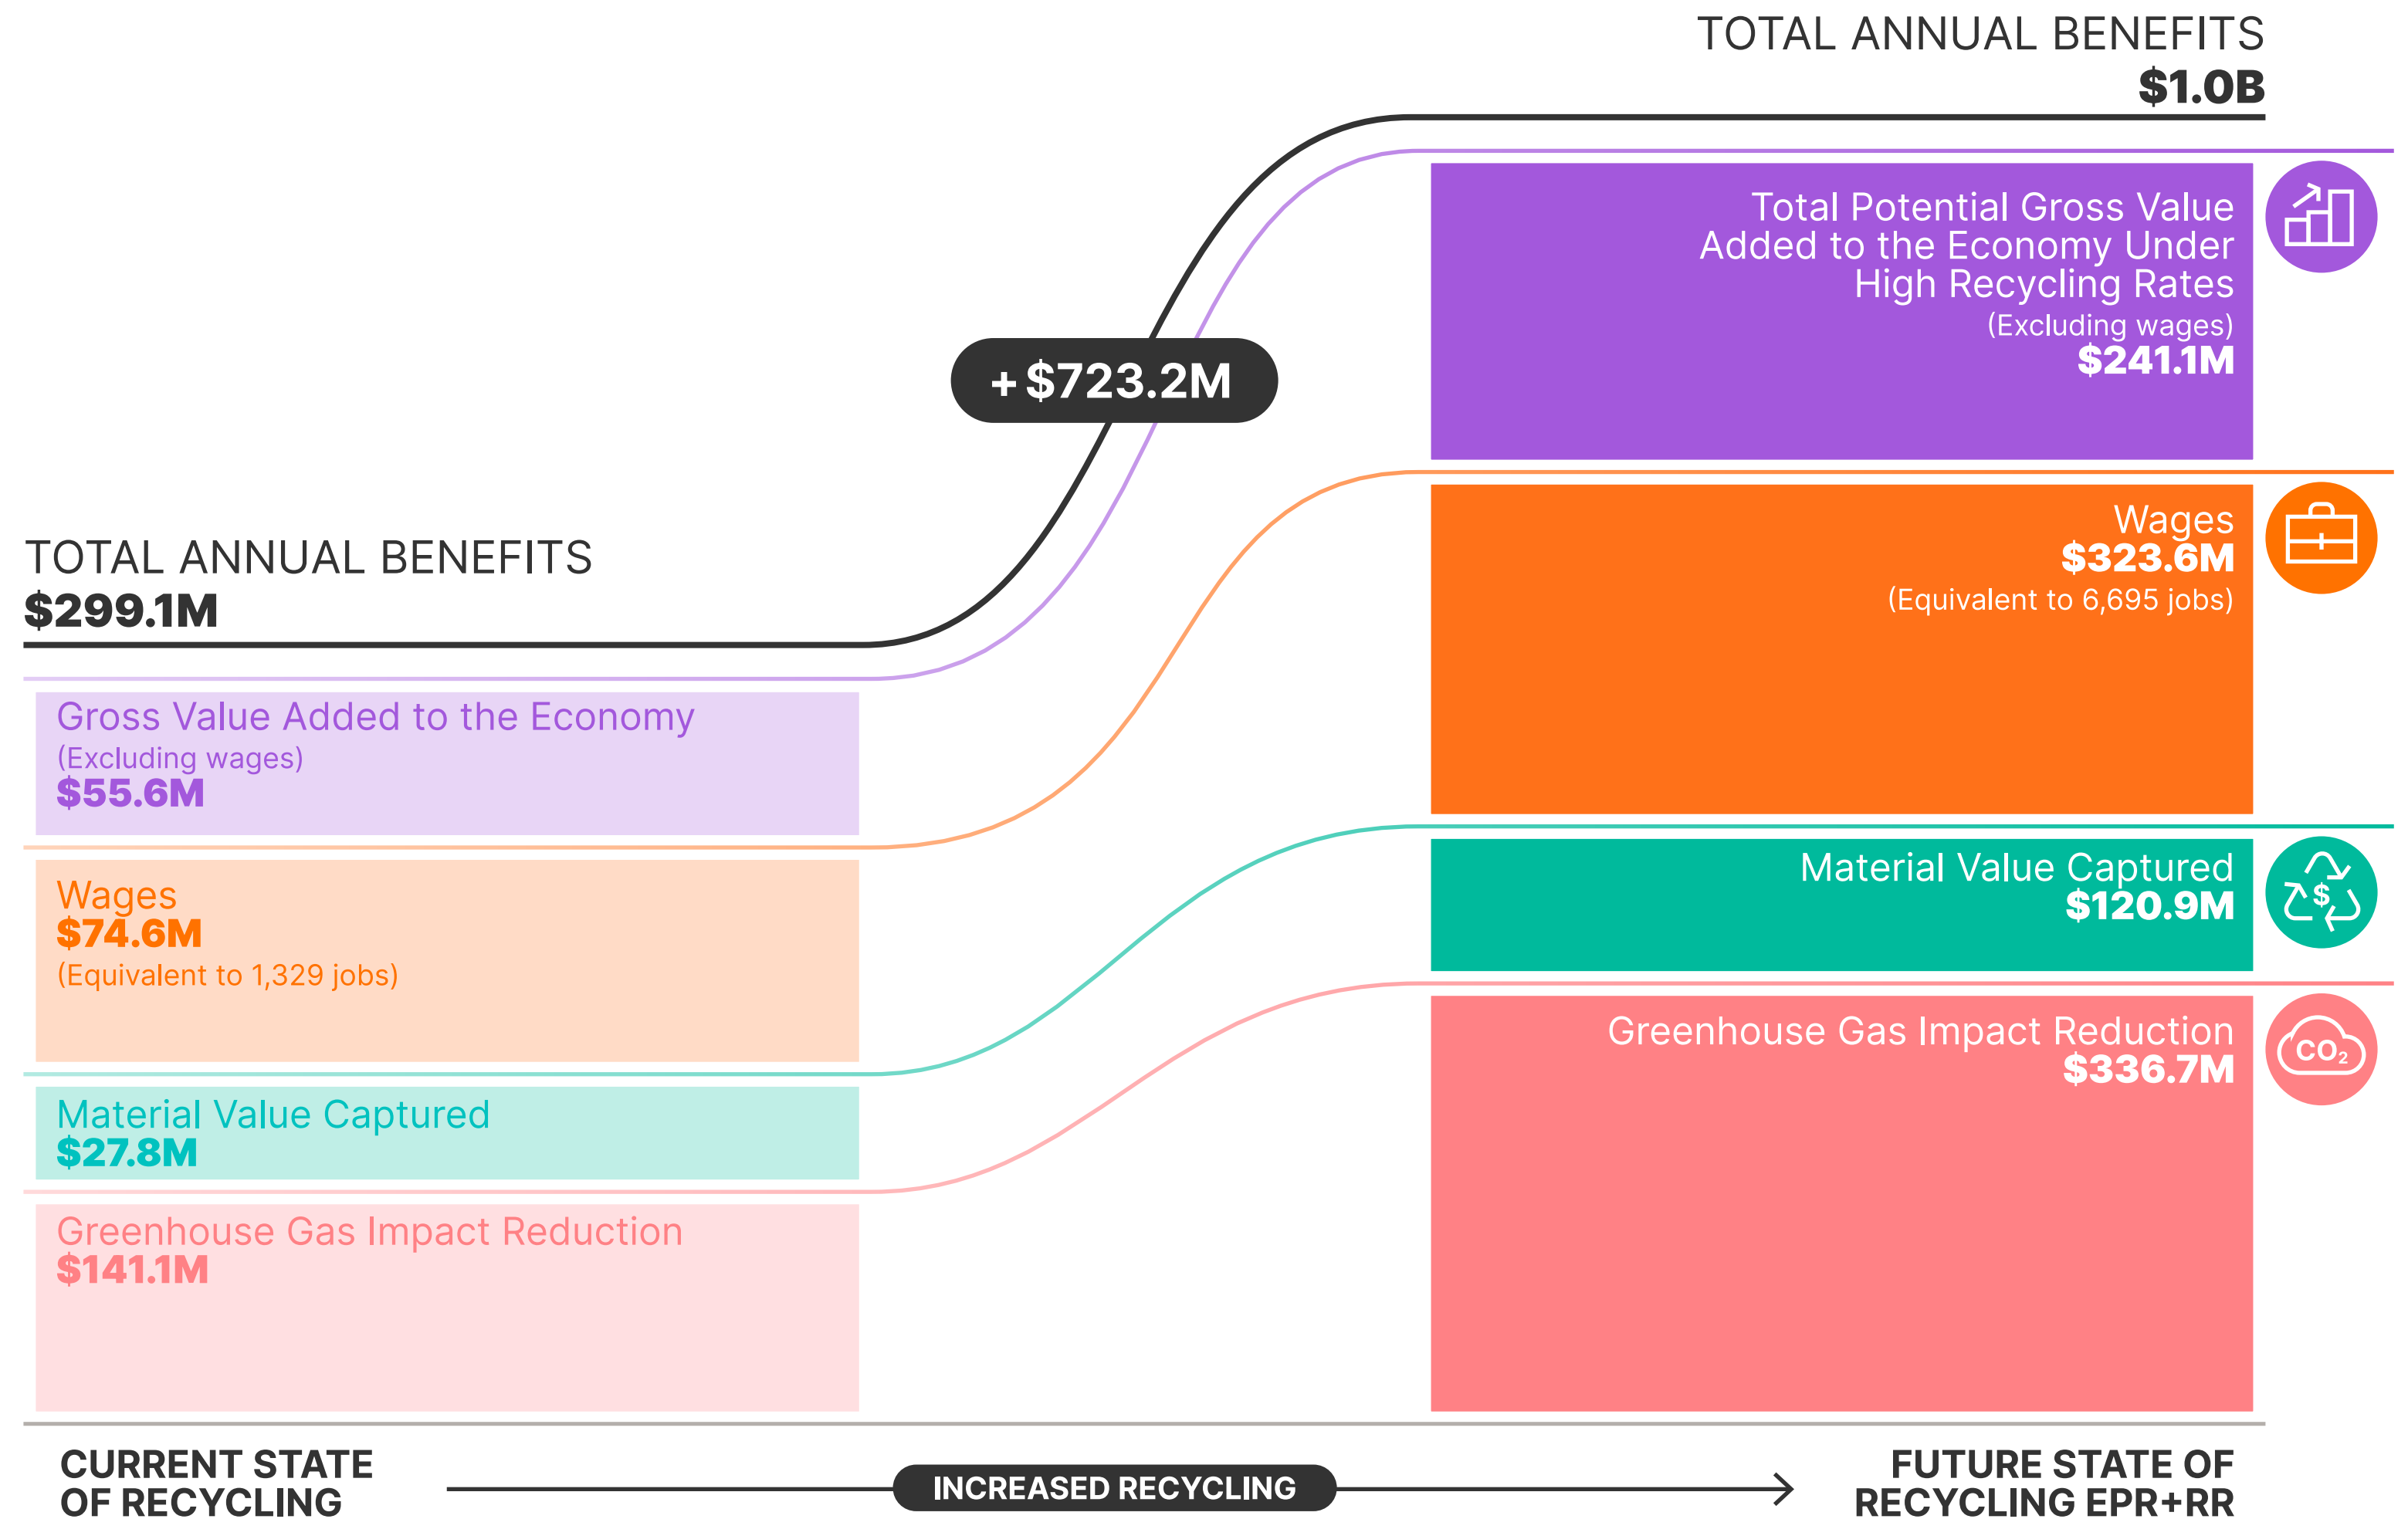 TOTAL ANNUAL BENEFITS
$1.0B
Total Potential Gross Value
Added to the Economy Under
High Recycling Rates
(Excluding wages)
$241.1M
+$723.2M
Wages
$323.6M
(Equivalent to 6,695 jobs)
TOTAL ANNUAL BENEFITS
$299.1M
Gross Value Added to the Economy
(Excluding wages)
$55.6M
Wages
$74.6M
(Equivalent to 1,329 jobs)
Material Value Captured
$120.9M
$
Greenhouse Gas Impact Reduction
$336.7M
CO₂
Material Value Captured
$27.8M
Greenhouse Gas Impact Reduction
$141.1M
CURRENT STATE
OF RECYCLING
INCREASED RECYCLING
FUTURE STATE OF
RECYCLING EPR+RR